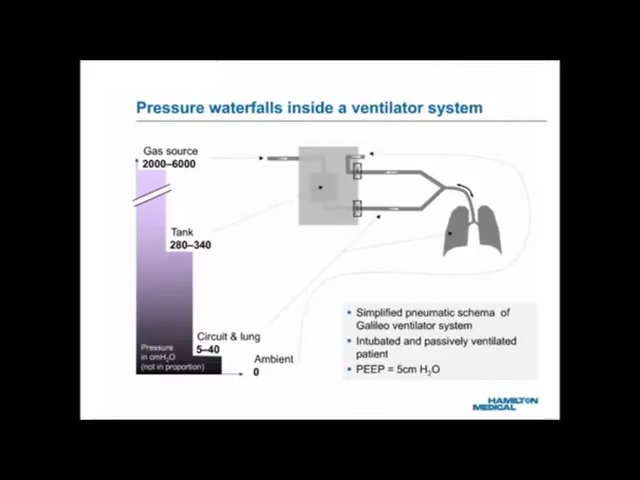 Pressure waterfalls inside a ventilator system
Gas source
2000–6000
Tank
280–340
Circuit & lung
5–40
Ambient
0
Pressure
in cmH2O
(not in proportion)
• Simplified pneumatic schema of
Galileo ventilator system
• Intubated and passively ventilated
patient
• PEEP = 5cm H2O
HAMILTON
MEDICAL